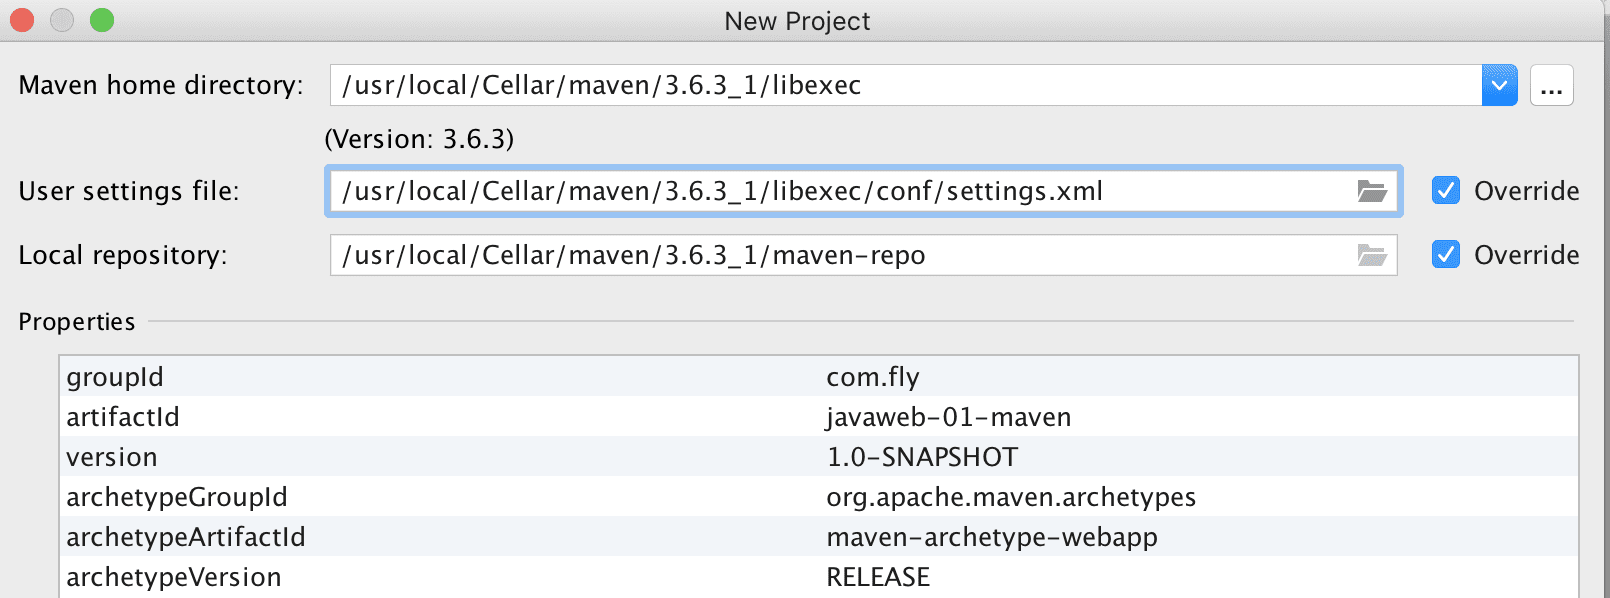 New Project
Maven home directory: /usr/local/Cellar/maven/3.6.3_1/libexec ...
(Version: 3.6.3)
User settings file: /usr/local/Cellar/maven/3.6.3_1/libexec/conf/settings.xml Override
Local repository: /usr/local/Cellar/maven/3.6.3_1/maven-repo Override
Properties
groupId com.fly
artifactId javaweb-01-maven
version 1.0-SNAPSHOT
archetypeGroupId org.apache.maven.archetypes
archetypeArtifactId maven-archetype-webapp
archetypeVersion RELEASE